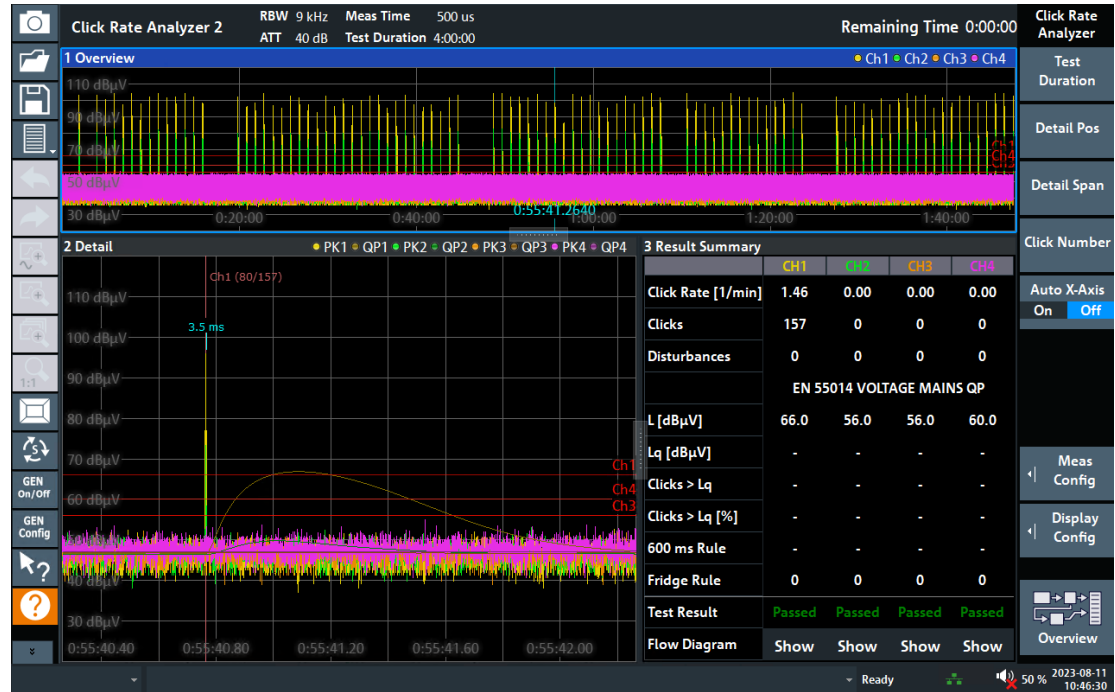 Click Rate Analyzer 2
RBW 9 kHz Meas Time 500 us
ATT 40 dB Test Duration 4:00:00
Remaining Time 0:00:00
Click Rate Analyzer
1 Overview
Ch1 Ch2 Ch3 Ch4
110 dBµV
90 dBµV
70 dBµV
50 dBµV
30 dBµV
Ch1
Ch4
0:20:00 0:40:00 0:55:41.2640 1:00:00 1:20:00 1:40:00
2 Detail
PK1 QP1 PK2 QP2 PK3 QP3 PK4 QP4
Ch1 (80/157)
3.5 ms
110 dBµV
100 dBµV
90 dBµV
80 dBµV
70 dBµV
60 dBµV
40 dBµV
30 dBµV
Ch1
Ch4
Ch3
0:55:40.40 0:55:40.80 0:55:41.20 0:55:41.60 0:55:42.00
3 Result Summary
CH1 CH2 CH3 CH4
Click Rate [1/min] 1.46 0.00 0.00 0.00
Clicks 157 0 0 0
Disturbances 0 0 0 0
EN 55014 VOLTAGE MAINS QP
L [dBµV] 66.0 56.0 56.0 60.0
Lq [dBµV] - - - -
Clicks > Lq - - - -
Clicks > Lq [%] - - - -
600 ms Rule - - - -
Fridge Rule 0 0 0 0
Test Result Passed Passed Passed Passed
Flow Diagram Show Show Show Show
Test Duration
Detail Pos
Detail Span
Click Number
Auto X-Axis
On Off
Meas Config
Display Config
Overview
1:1
GEN On/Off
GEN Config
Ready
50 % 2023-08-11
10:46:30